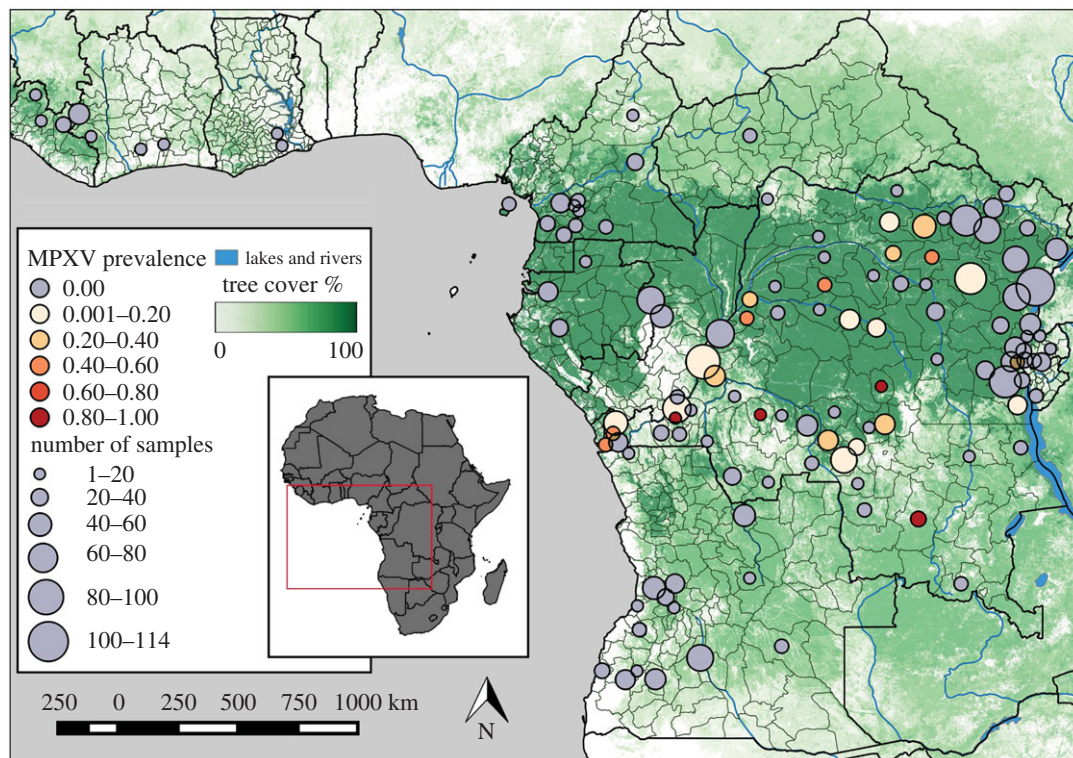 MPXV prevalence
0.00
0.001–0.20
0.20–0.40
0.40–0.60
0.60–0.80
0.80–1.00
number of samples
1–20
20–40
40–60
60–80
80–100
100–114
lakes and rivers
tree cover %
0 100
250 0 250 500 750 1000 km
N